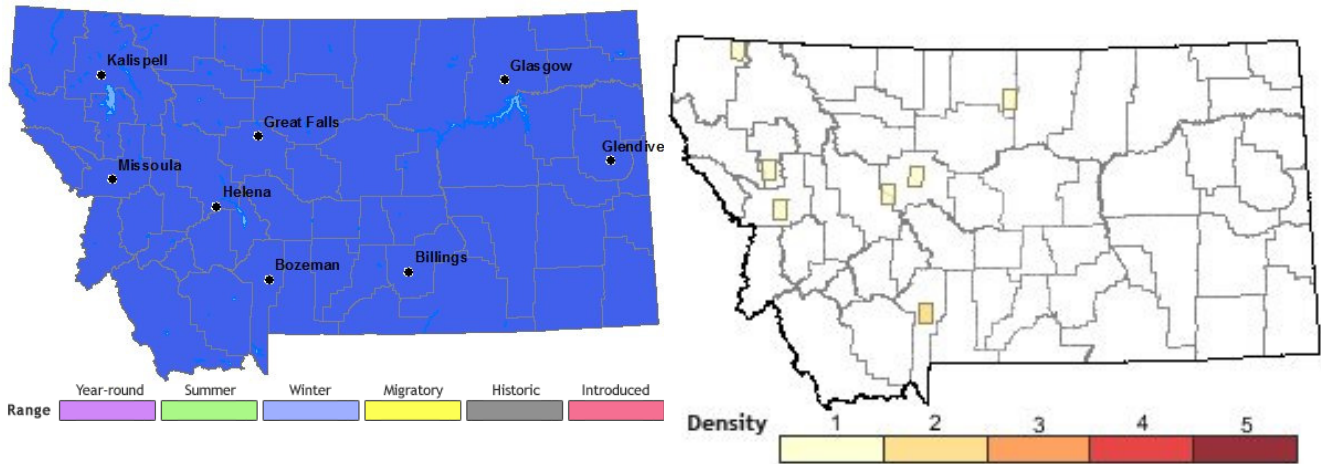 Kalispell
Glasgow
Great Falls
Glendive
Missoula
Helena
Bozeman
Billings
Year-round Summer Winter Migratory Historic Introduced
Range
Density 1 2 3 4 5